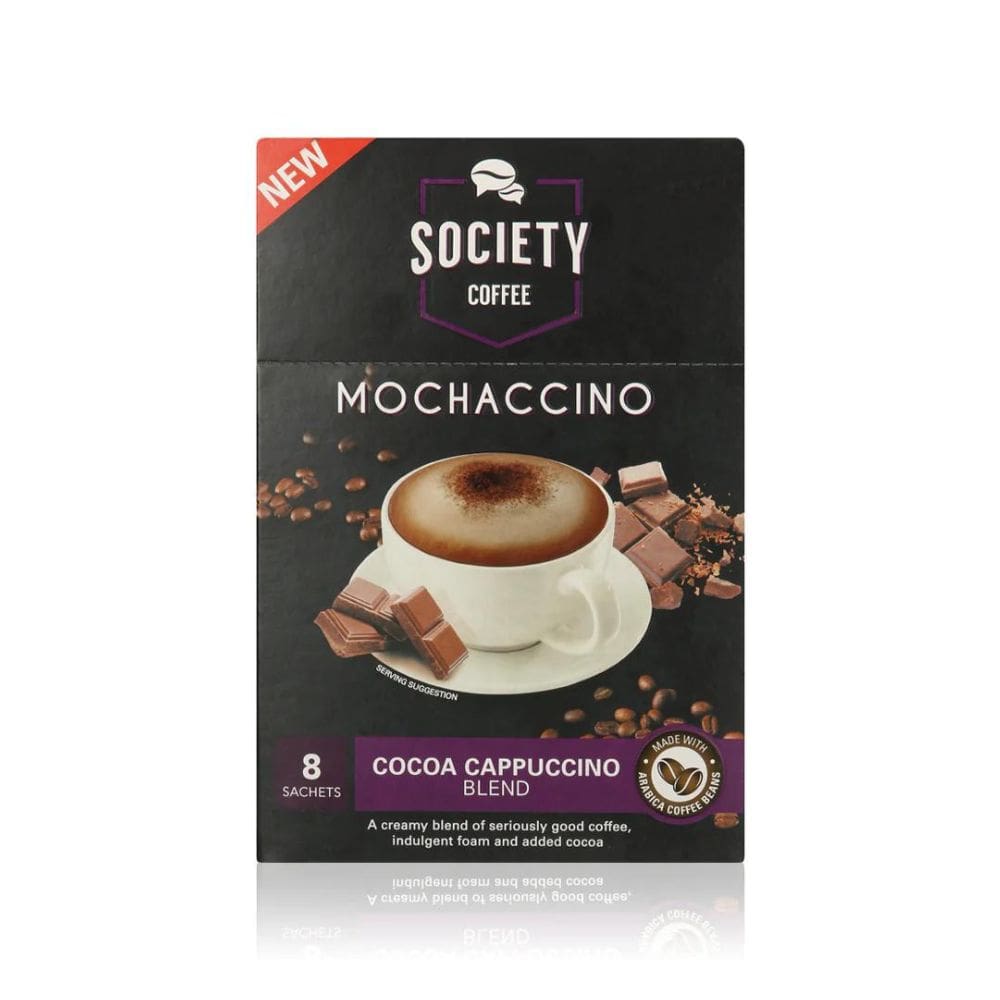 NEW
SOCIETY
COFFEE
MOCHACCINO
SERVING SUGGESTION
8
SACHETS
COCOA CAPPUCCINO
BLEND
MADE WITH
ARABICA COFFEE BEANS
A creamy blend of seriously good coffee,
indulgent foam and added cocoa